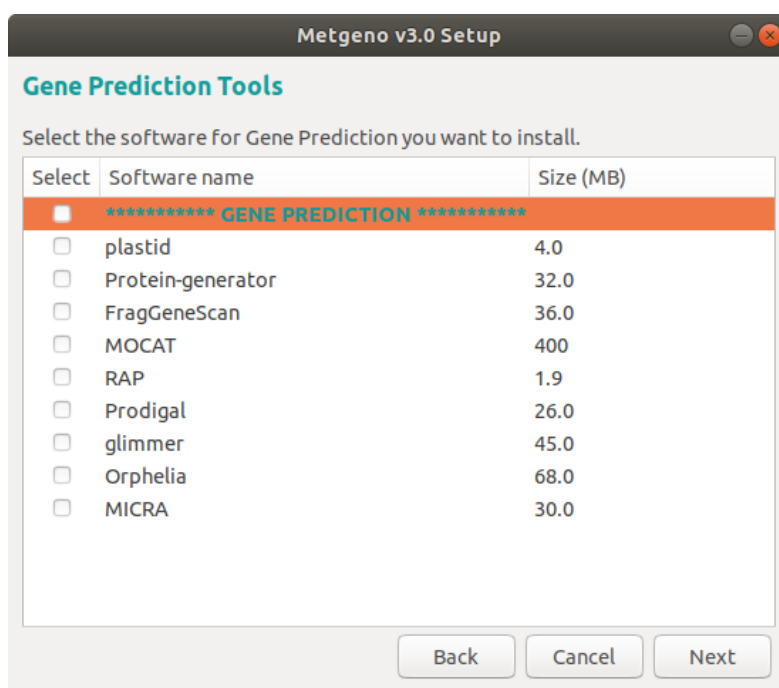 Metgeno v3.0 Setup
Gene Prediction Tools
Select the software for Gene Prediction you want to install.
Select Software name Size (MB)
*********** GENE PREDICTION ***********
plastid 4.0
Protein-generator 32.0
FragGeneScan 36.0
MOCAT 400
RAP 1.9
Prodigal 26.0
glimmer 45.0
Orphelia 68.0
MICRA 30.0
Back Cancel Next